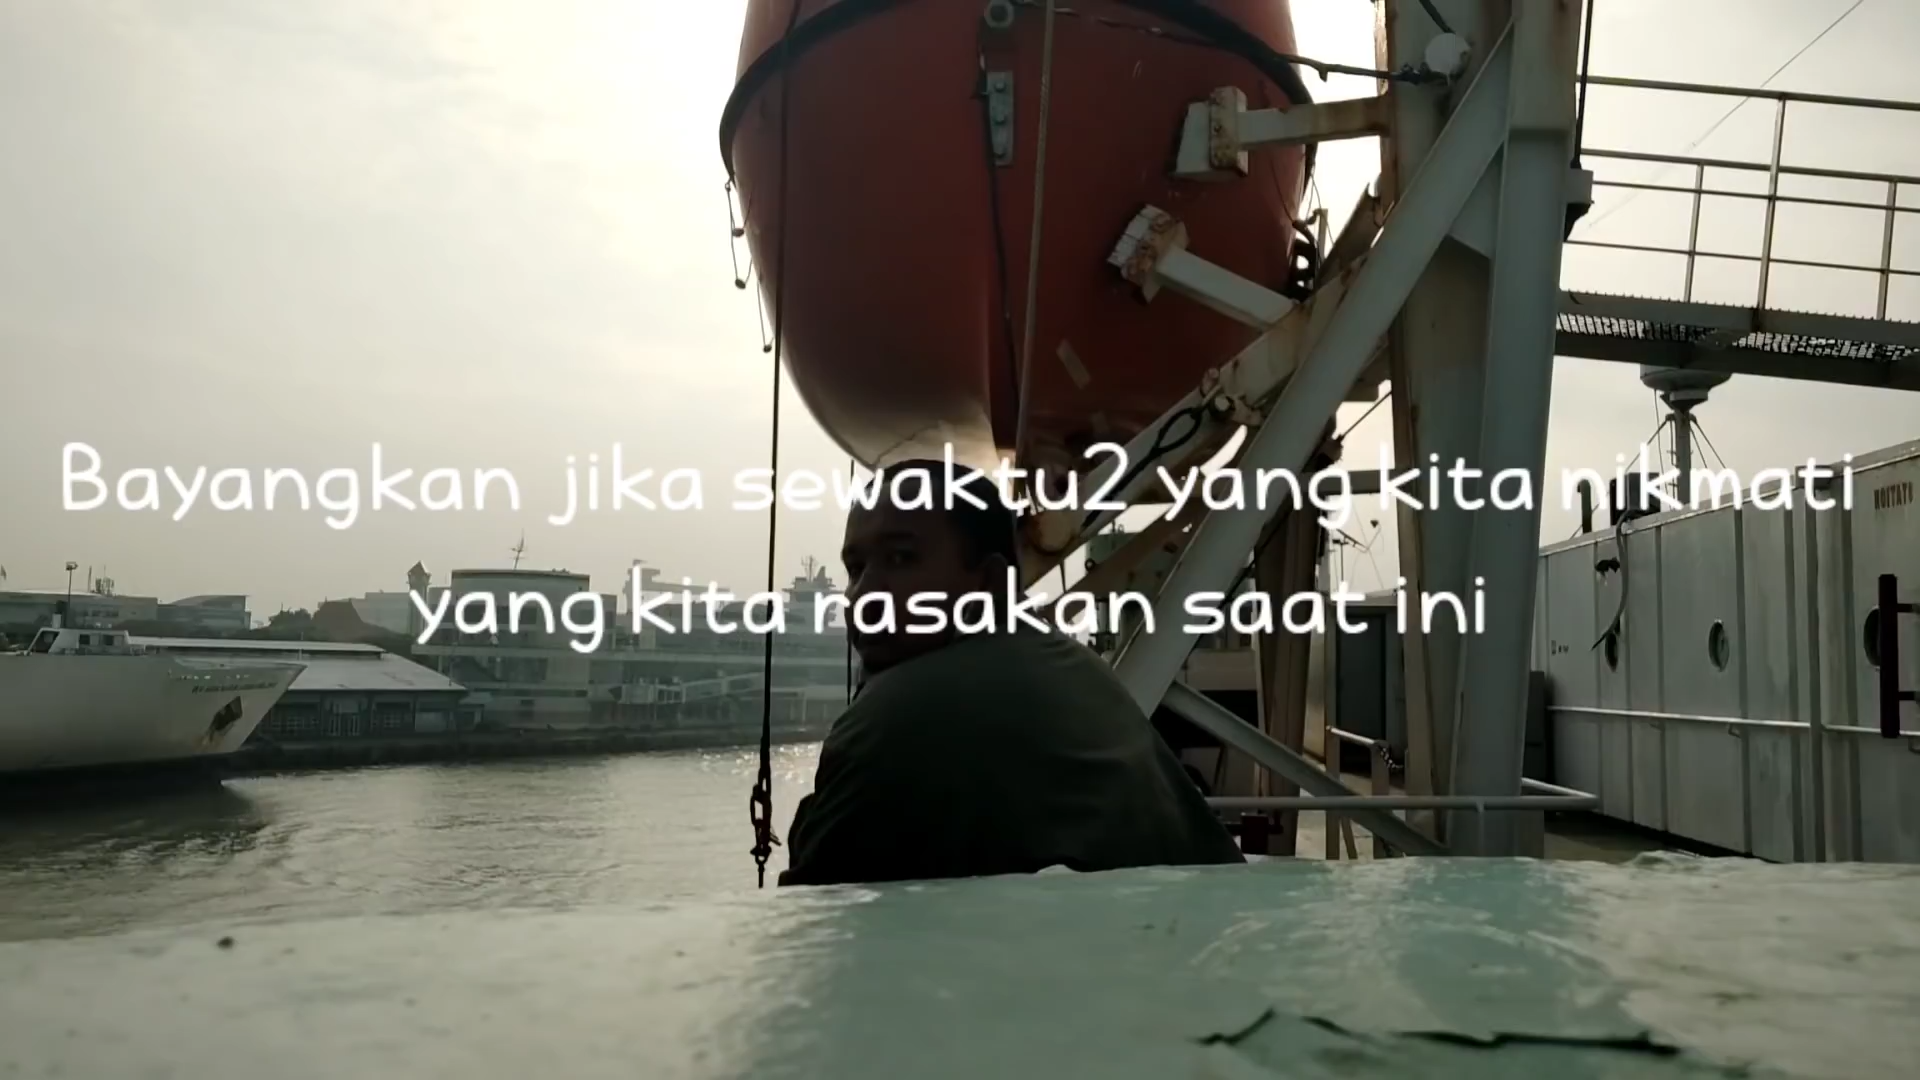 Bayangkan jika sewaktu2 yang kita nikmati
yang kita rasakan saat ini